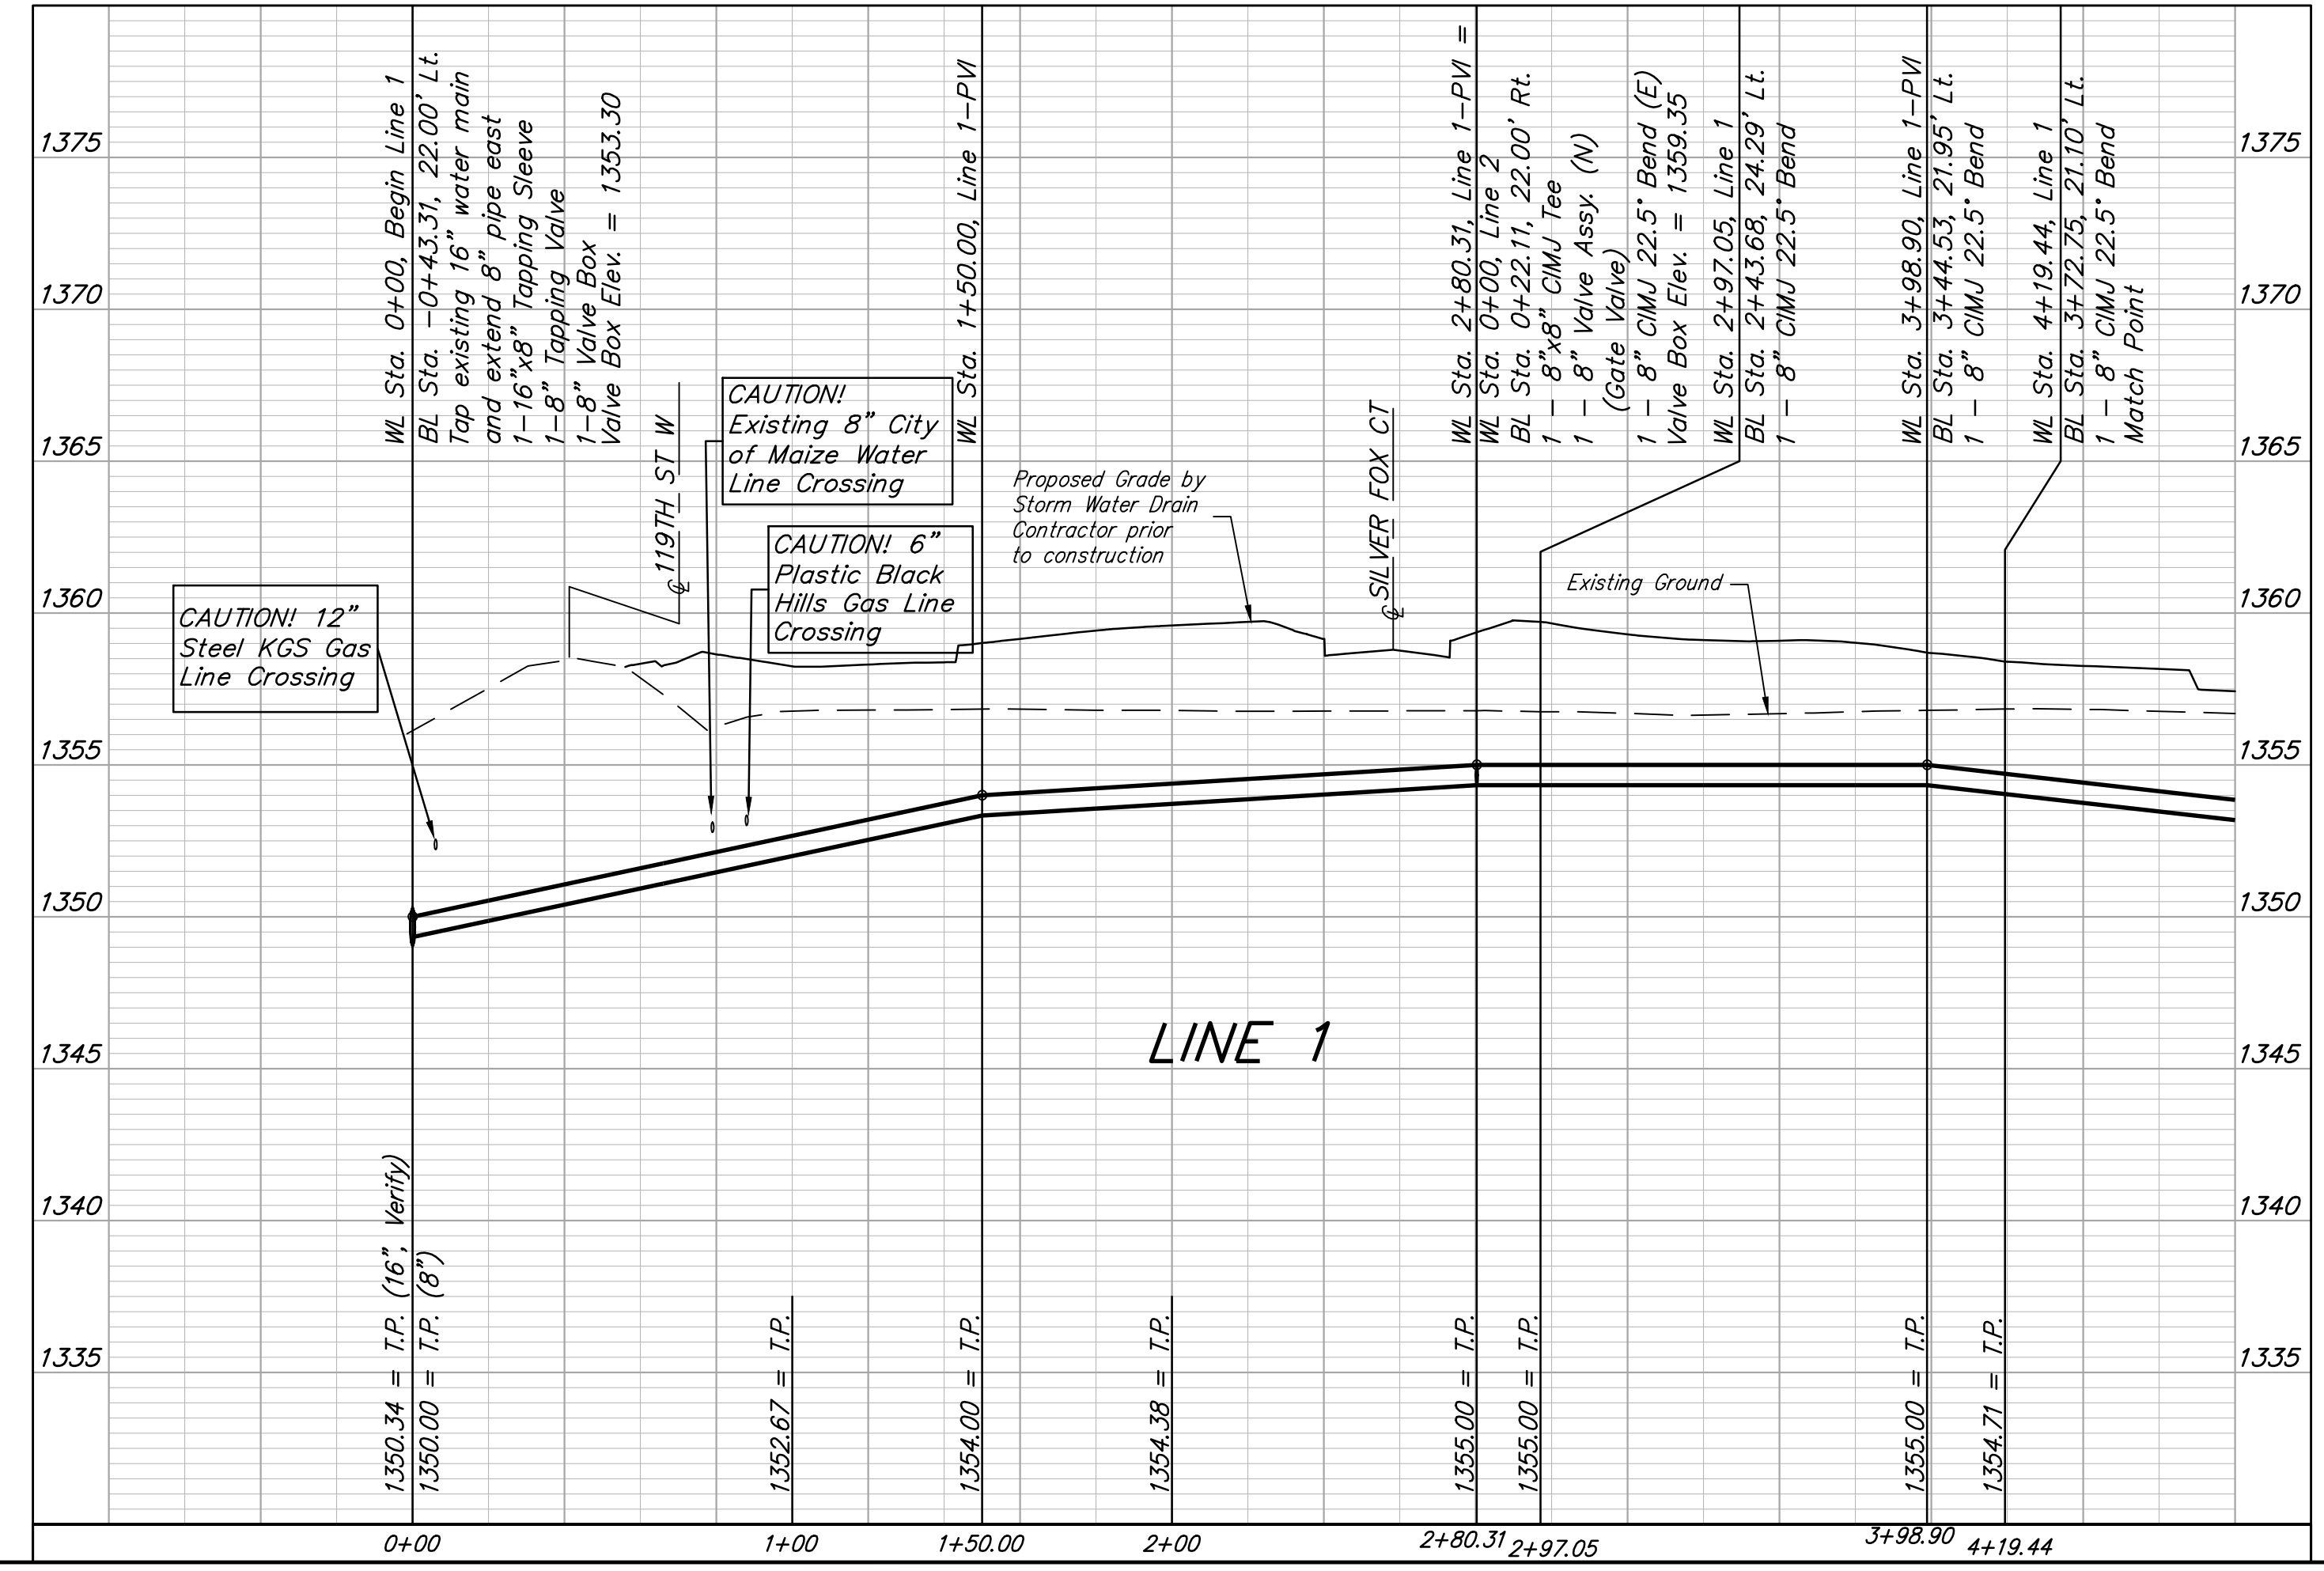 WL Sta. 0+00, Begin Line 1
BL Sta. -0+43.31, 22.00' Lt.
Tap existing 16" water main
and extend 8" pipe east
1-16"x8" Tapping Sleeve
1-8" Tapping Valve
1-8" Valve Box
Valve Box Elev. = 1353.30
WL Sta. 1+50.00, Line 1-PVI
WL Sta. 2+80.31, Line 1-PVI =
WL Sta. 0+00, Line 2
BL Sta. 0+22.11, 22.00' Rt.
1 - 8"x8" CIMJ Tee
1 - 8" Valve Assy. (N)
(Gate Valve)
1 - 8" CIMJ 22.5° Bend (E)
Valve Box Elev. = 1359.35
WL Sta. 2+97.05, Line 1
BL Sta. 2+43.68, 24.29' Lt.
1 - 8" CIMJ 22.5° Bend
WL Sta. 3+98.90, Line 1-PVI
BL Sta. 3+44.53, 21.95' Lt.
1 - 8" CIMJ 22.5° Bend
WL Sta. 4+19.44, Line 1
BL Sta. 3+72.75, 21.10' Lt.
1 - 8" CIMJ 22.5° Bend
Match Point
1375
1375
1370
1370
1365
1365
1360
1360
1355
1355
1350
1350
1345
1345
1340
1340
1335
1335
CAUTION! 12"
Steel KGS Gas
Line Crossing
℄ 119TH ST W
CAUTION!
Existing 8" City
of Maize Water
Line Crossing
CAUTION! 6"
Plastic Black
Hills Gas Line
Crossing
Proposed Grade by
Storm Water Drain
Contractor prior
to construction
℄ SILVER FOX CT
Existing Ground
LINE 1
1350.34 = T.P. (16", Verify)
1350.00 = T.P. (8")
1352.67 = T.P.
1354.00 = T.P.
1354.38 = T.P.
1355.00 = T.P.
1355.00 = T.P.
1355.00 = T.P.
1354.71 = T.P.
0+00
1+00
1+50.00
2+00
2+80.31
2+97.05
3+98.90
4+19.44